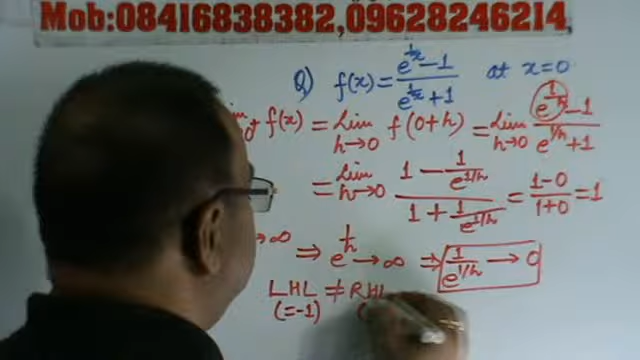 Mob:08416838382,09628246214,
Q) f(x) = (e^(1/x) - 1)/(e^(1/x) + 1) at x=0
f(x) = Lim h→0 f(0+h) = Lim h→0 (e^(1/h) - 1)/(e^(1/h) + 1)
= Lim h→0 (1 - 1/e^(1/h))/(1 + 1/e^(1/h)) = (1-0)/(1+0) = 1
→∞ ⇒ e^(1/h) → ∞ ⇒ 1/e^(1/h) → 0
LHL ≠ RHL
(=-1) (